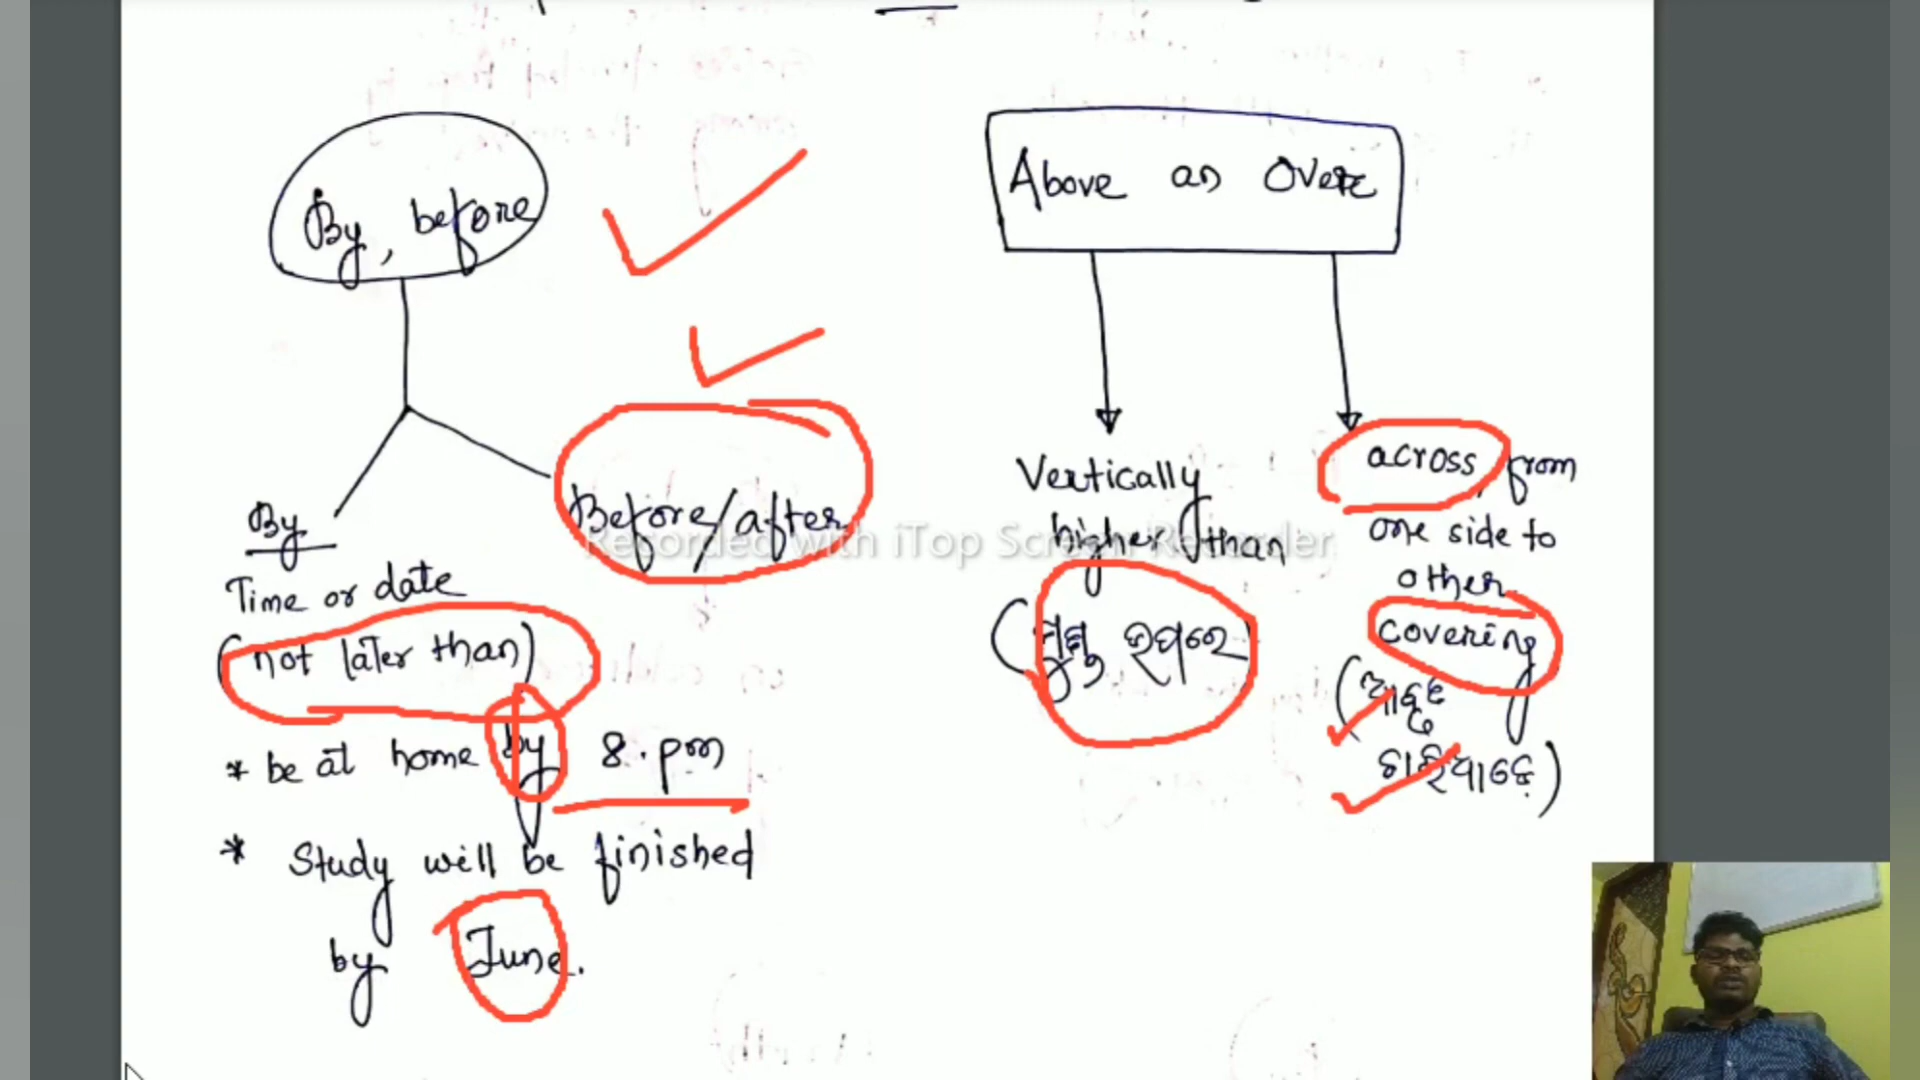 By, before
By
Time or date
(not later than)
* be at home by 8.pm
* Study will be finished
by June.
Before/after
Above an Over
Vertically
higher than
across, from
one side to
other
covering
Recorded with iTop Screen Recorder